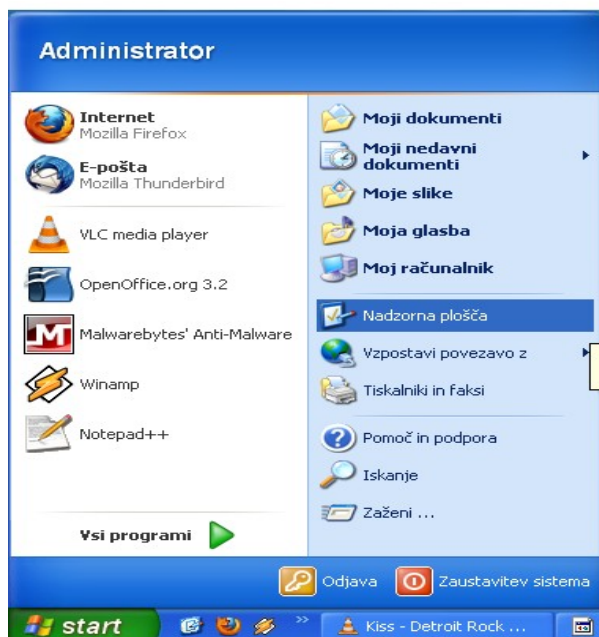 Administrator
Internet
Mozilla Firefox
E-pošta
Mozilla Thunderbird
VLC media player
OpenOffice.org 3.2
Malwarebytes' Anti-Malware
Winamp
Notepad++
Vsi programi
Moji dokumenti
Moji nedavni
dokumenti
Moje slike
Moja glasba
Moj računalnik
Nadzorna plošča
Vzpostavi povezavo z
Tiskalniki in faksi
Pomoč in podpora
Iskanje
Zaženi ...
Odjava
Zaustavitev sistema
start
Kiss - Detroit Rock ...